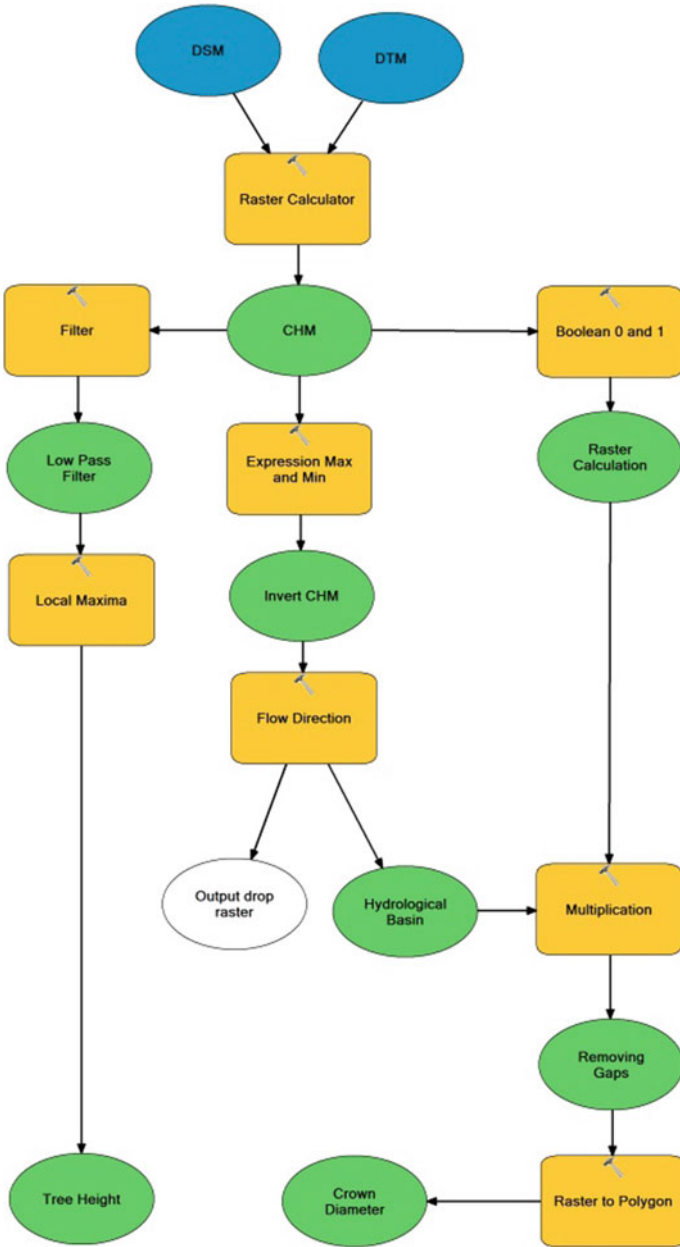 DSM
DTM
Raster Calculator
Filter
CHM
Boolean 0 and 1
Low Pass
Filter
Expression Max
and Min
Raster
Calculation
Local Maxima
Invert CHM
Flow Direction
Output drop
raster
Hydrological
Basin
Multiplication
Removing
Gaps
Tree Height
Crown
Diameter
Raster to Polygon